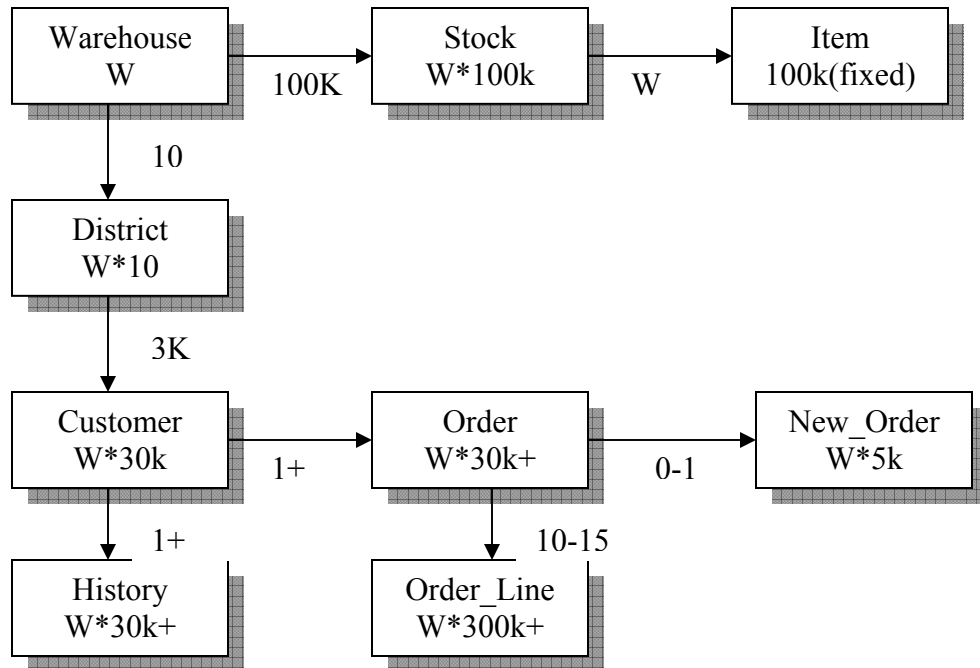 Warehouse
W
100K
Stock
W*100k
W
Item
100k(fixed)
10
District
W*10
3K
Customer
W*30k
1+
Order
W*30k+
0-1
New_Order
W*5k
1+
10-15
History
W*30k+
Order_Line
W*300k+